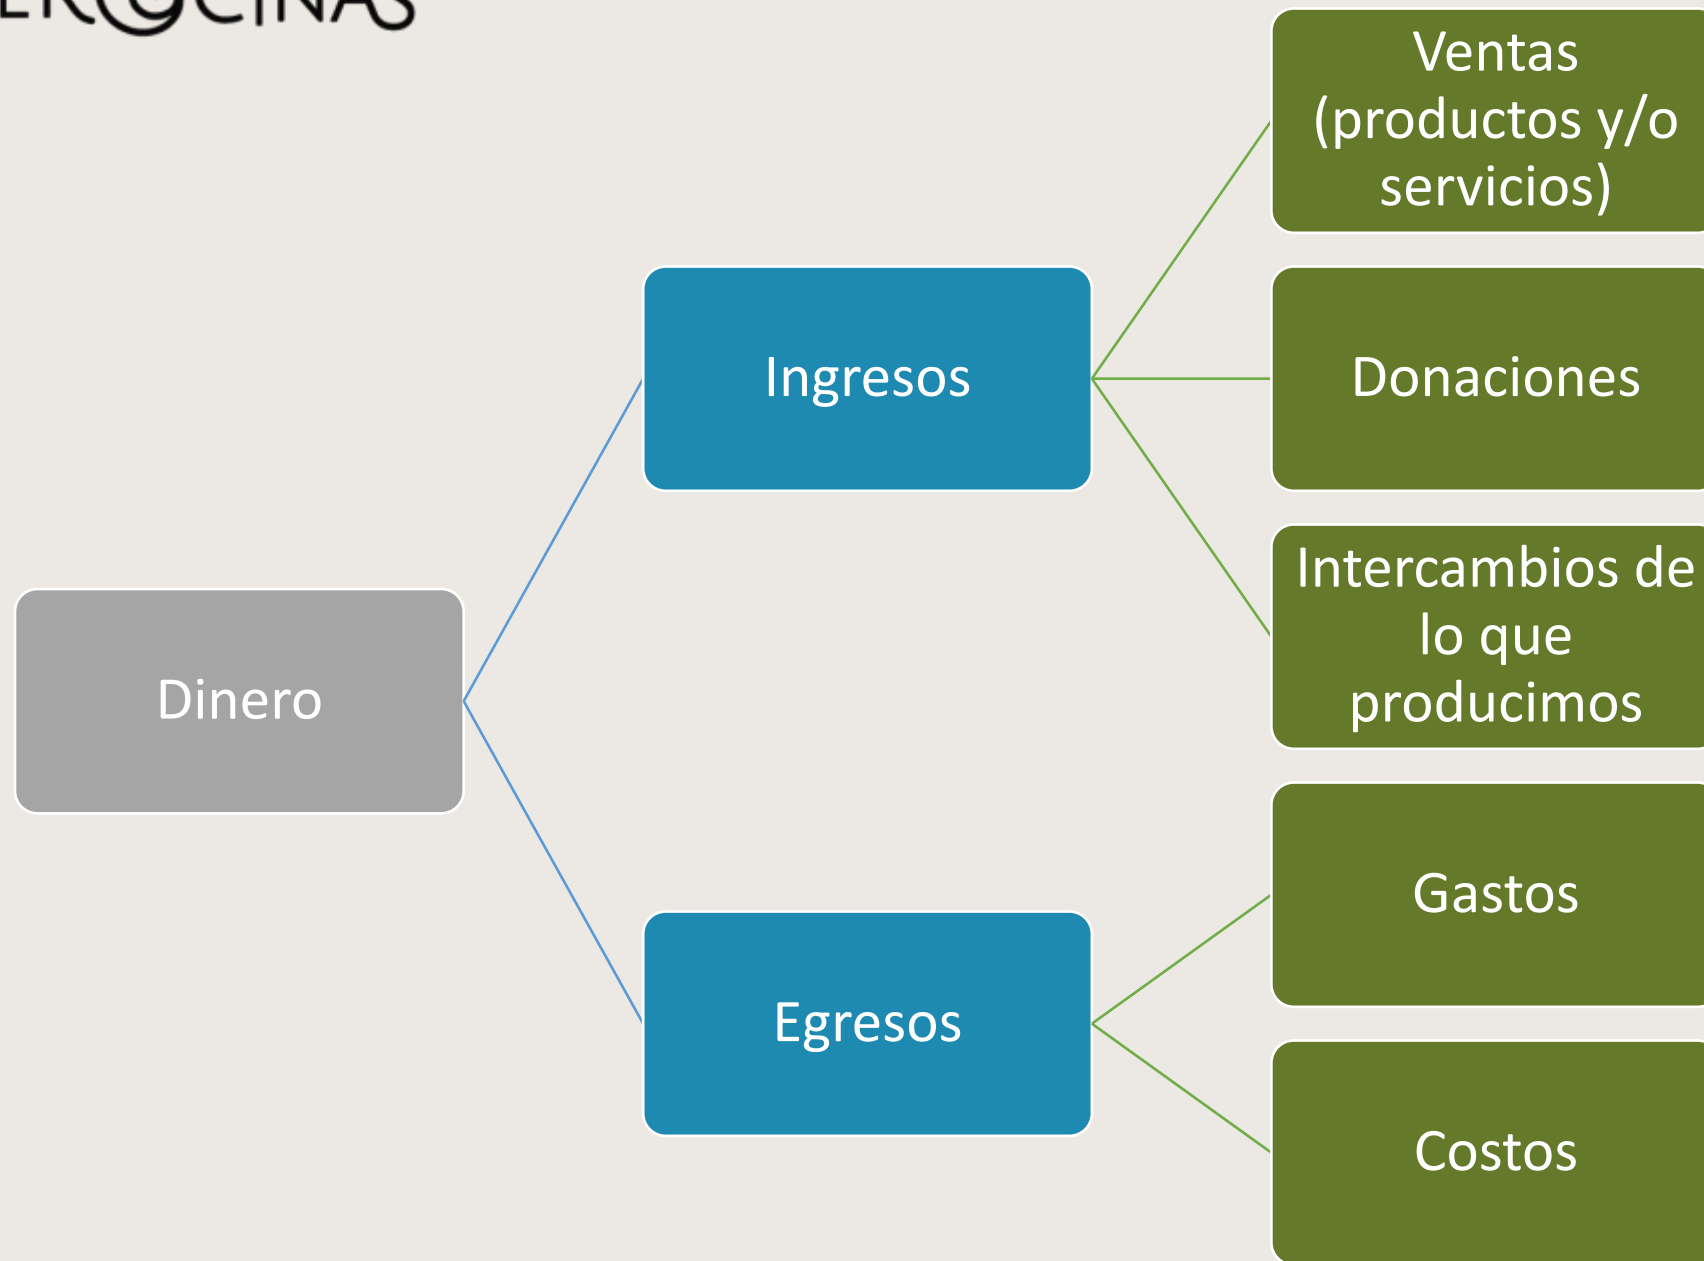 Ventas
(productos y/o
servicios)
Ingresos
Donaciones
Intercambios de
lo que
producimos
Dinero
Gastos
Egresos
Costos